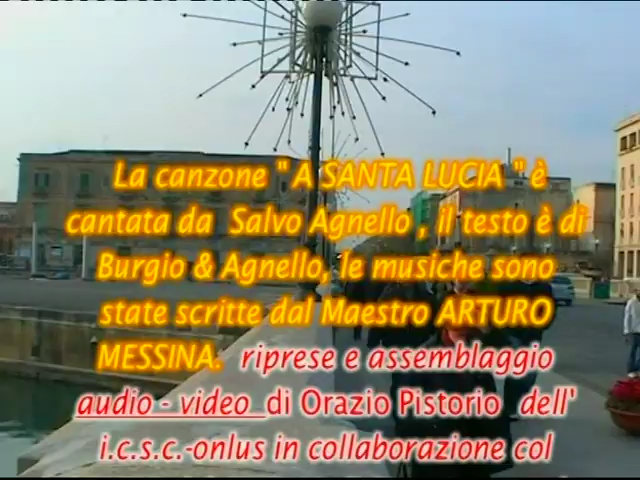 La canzone " A SANTA LUCIA " è
cantata da Salvo Agnello , il testo è di
Burgio & Agnello, le musiche sono
state scritte dal Maestro ARTURO
MESSINA. riprese e assemblaggio
audio - video di Orazio Pistorio dell'
i.c.s.c.-onlus in collaborazione col